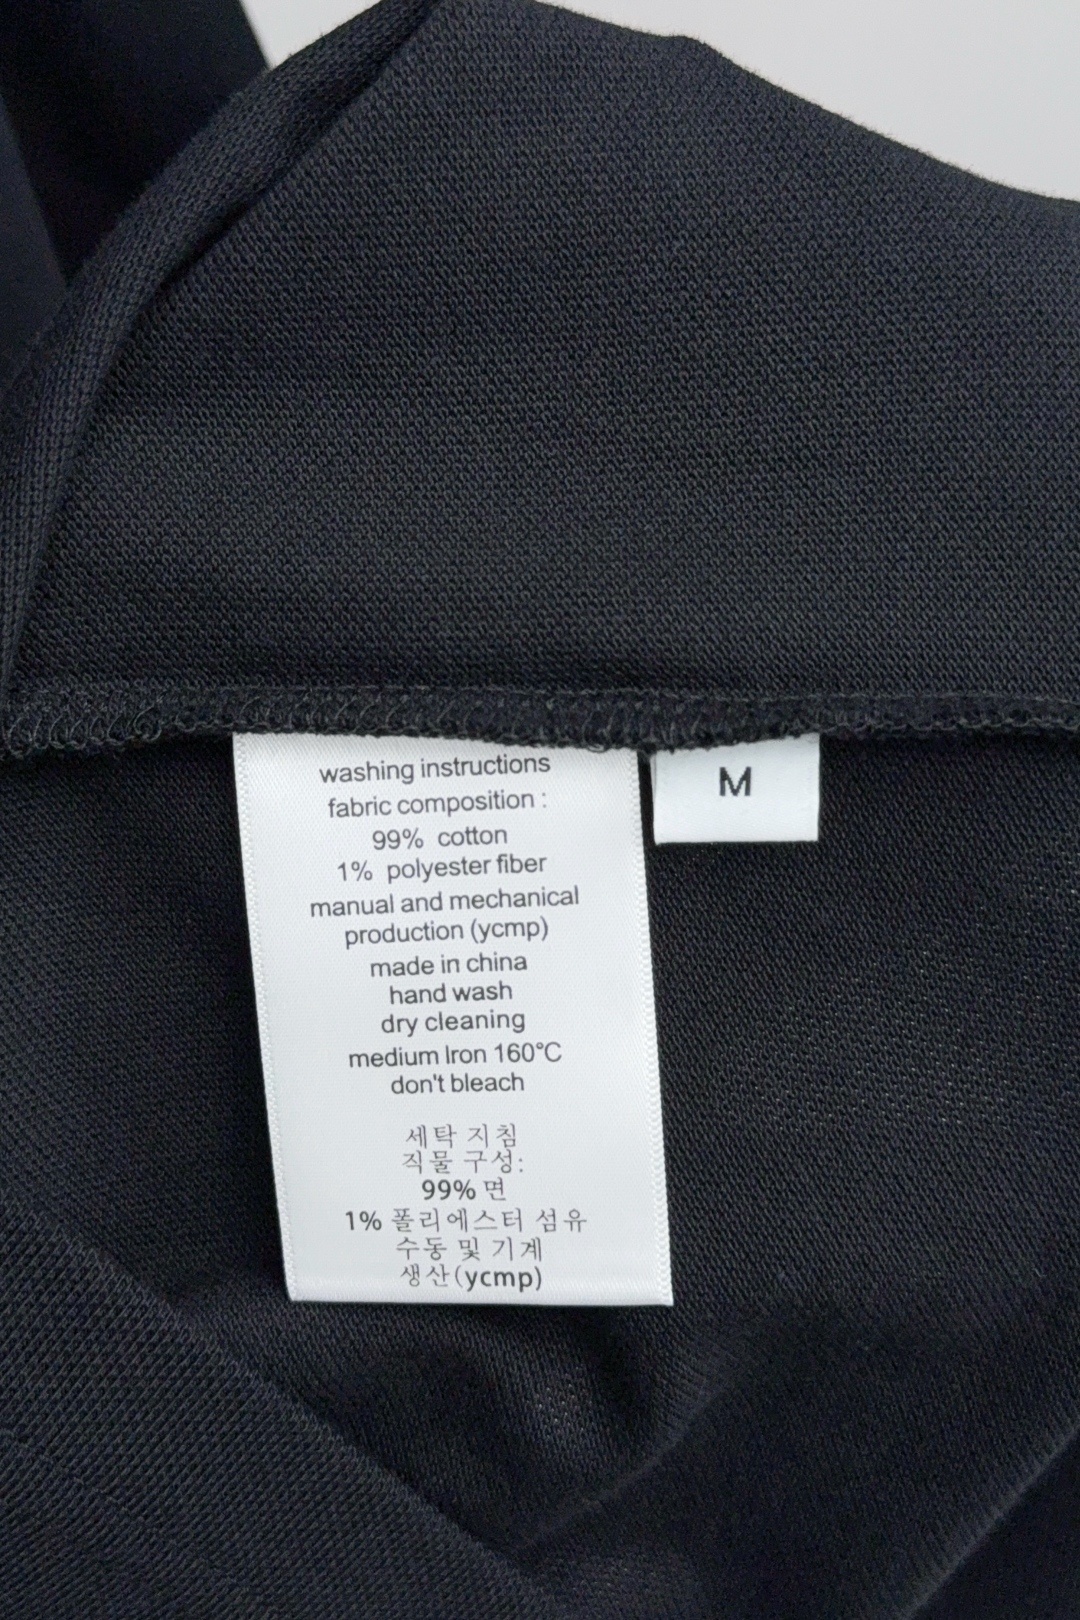 washing instructions
fabric composition :
99% cotton
1% polyester fiber
manual and mechanical
production (ycmp)
made in china
hand wash
dry cleaning
medium Iron 160°C
don't bleach
세탁 지침
직물 구성:
99% 면
1% 폴리에스터 섬유
수동 및 기계
생산(ycmp)
M